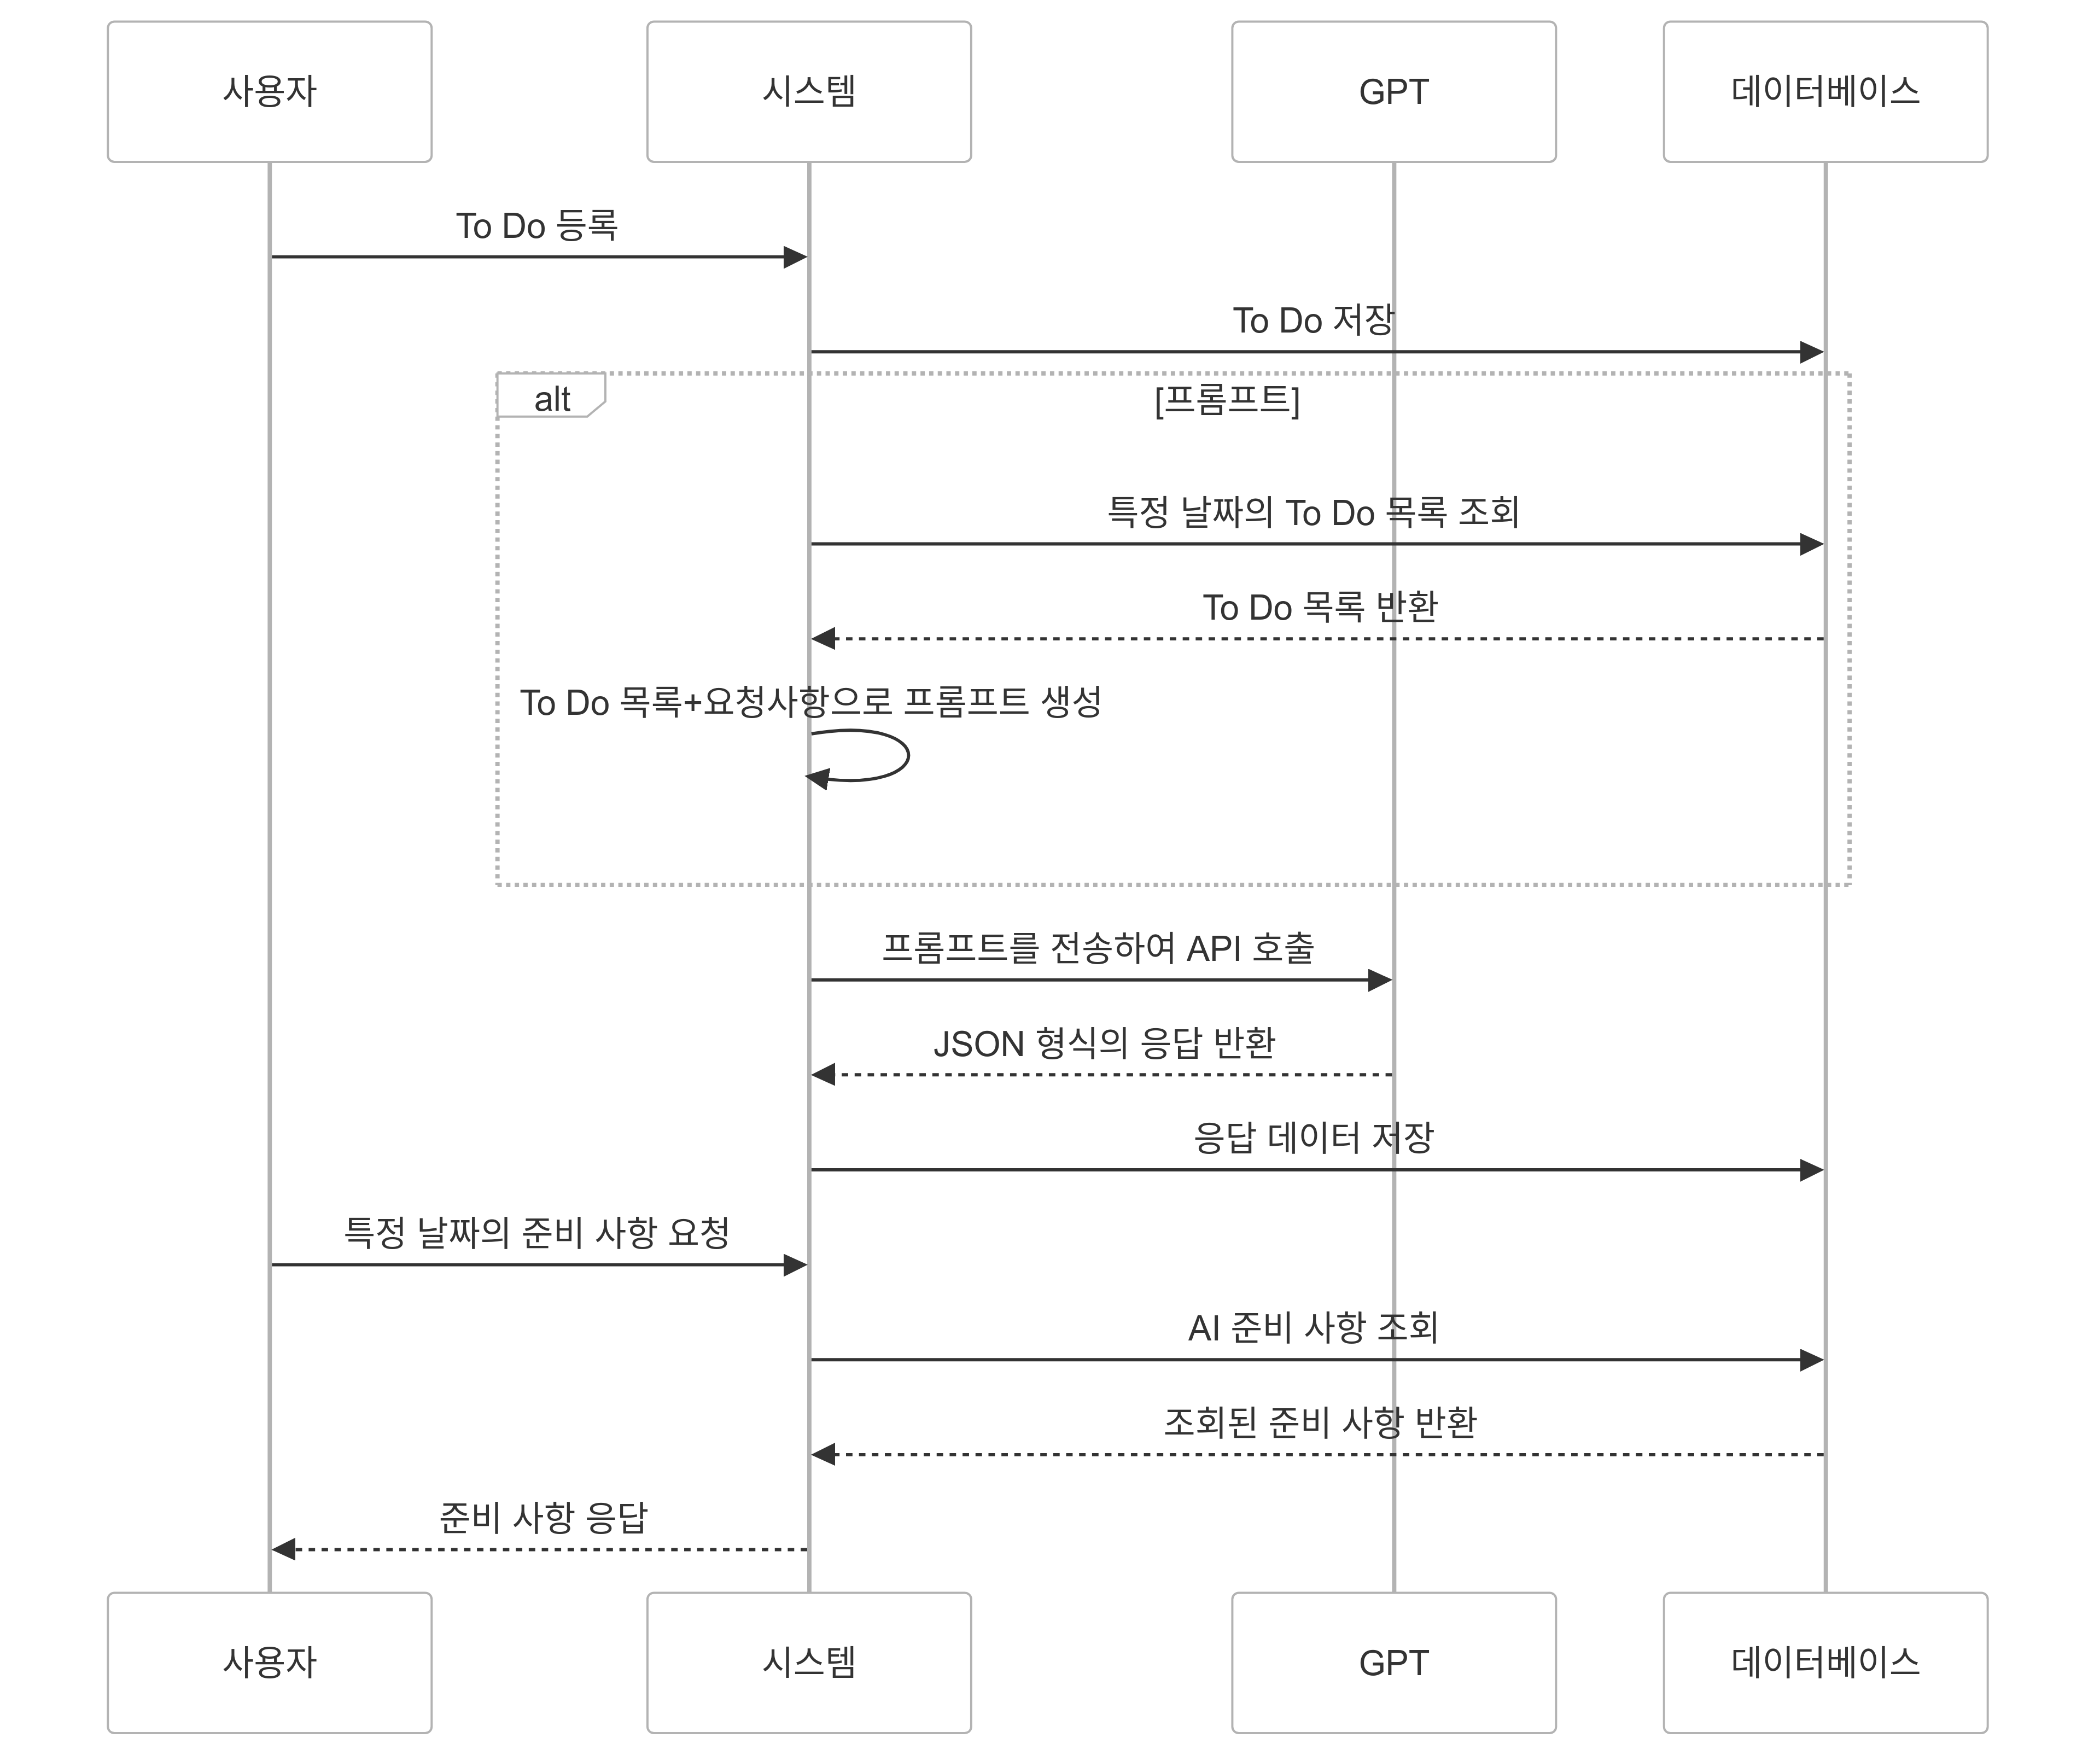 사용자
시스템
GPT
데이터베이스
To Do 등록
To Do 저장
alt
[프롬프트]
특정 날짜의 To Do 목록 조회
To Do 목록 반환
To Do 목록+요청사항으로 프롬프트 생성
프롬프트를 전송하여 API 호출
JSON 형식의 응답 반환
응답 데이터 저장
특정 날짜의 준비 사항 요청
AI 준비 사항 조회
조회된 준비 사항 반환
준비 사항 응답
사용자
시스템
GPT
데이터베이스